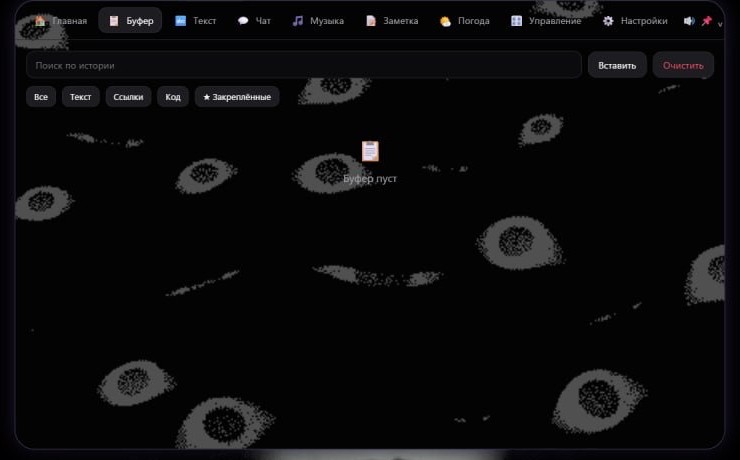 Главная Буфер Текст Чат Музыка Заметка Погода Управление Настройки
Поиск по истории Вставить Очистить
Все Текст Ссылки Код ★ Закреплённые
Буфер пуст